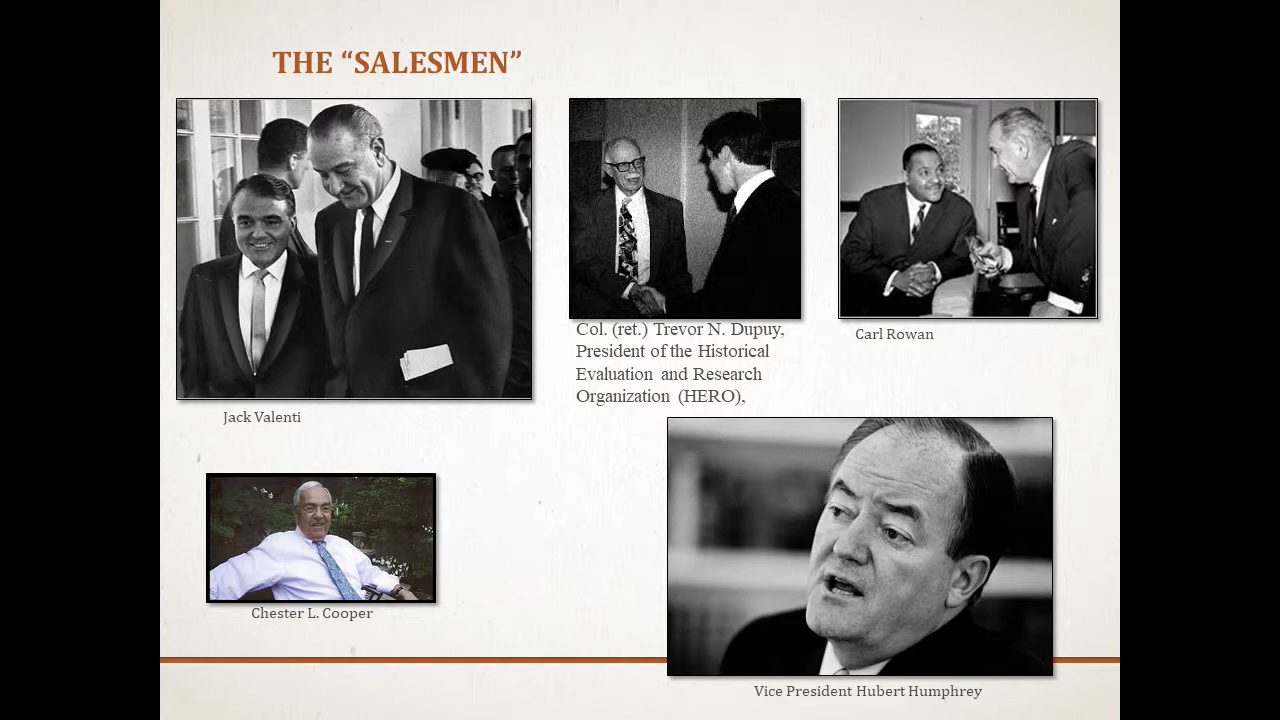 THE “SALESMEN”
Col. (ret.) Trevor N. Dupuy,
President of the Historical
Evaluation and Research
Organization (HERO),
Carl Rowan
Jack Valenti
Chester L. Cooper
Vice President Hubert Humphrey